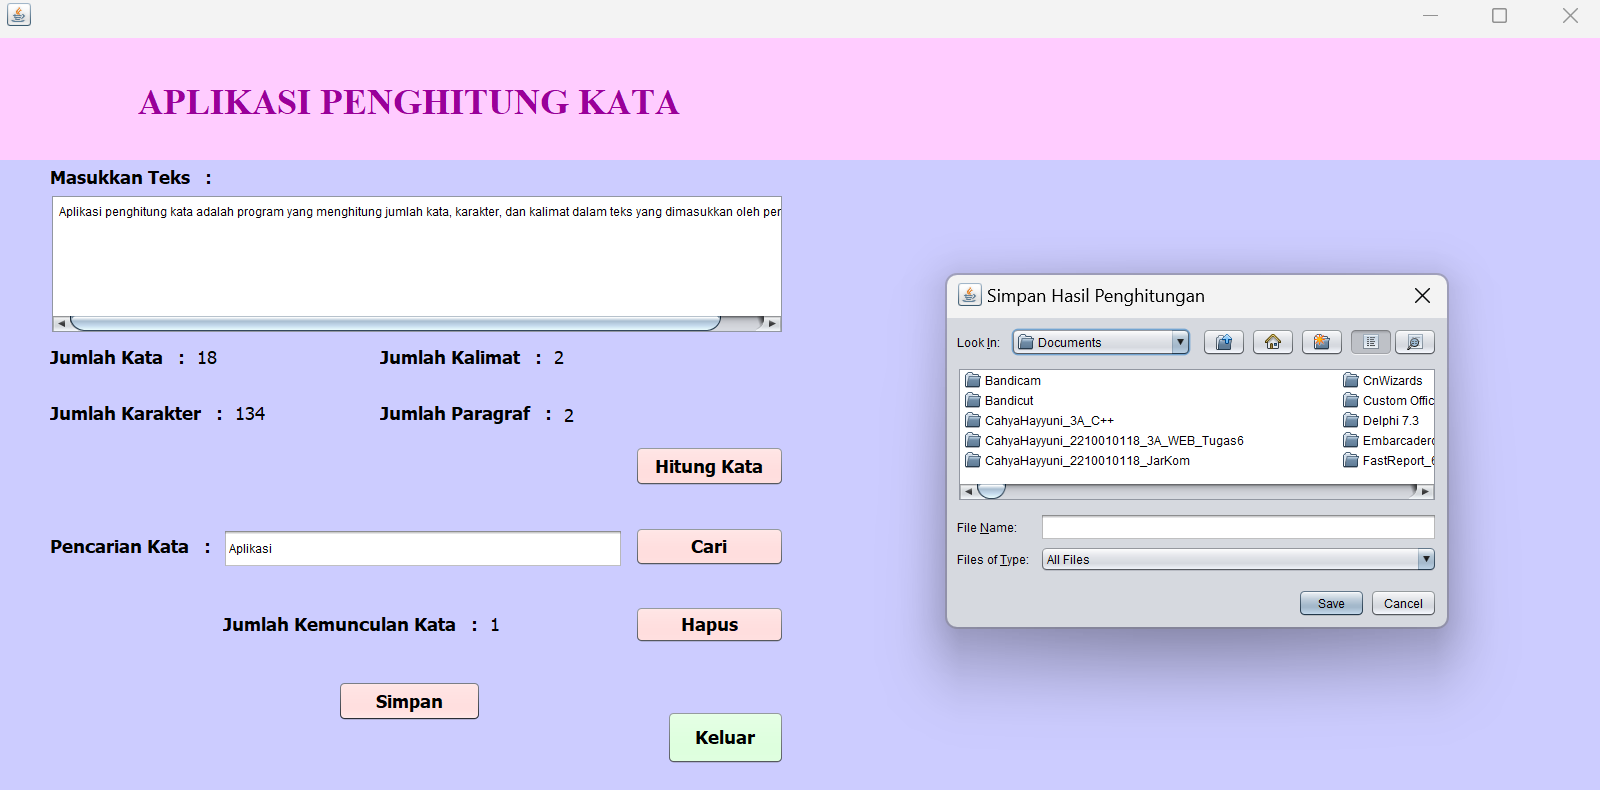 APLIKASI PENGHITUNG KATA
Masukkan Teks :
Aplikasi penghitung kata adalah program yang menghitung jumlah kata, karakter, dan kalimat dalam teks yang dimasukkan oleh
Jumlah Kata : 18
Jumlah Kalimat : 2
Jumlah Karakter : 134
Jumlah Paragraf : 2
Hitung Kata
Pencarian Kata : Aplikasi
Cari
Jumlah Kemunculan Kata : 1
Hapus
Simpan
Keluar
Simpan Hasil Penghitungan
Look In: Documents
Bandicam
Bandicut
CahyaHayyuni_3A_C++
CahyaHayyuni_2210010118_3A_WEB_Tugas6
CahyaHayyuni_2210010118_JarKom
CnWizards
Custom Offic
Delphi 7.3
Embarcadero
FastReport_6
File Name:
Files of Type: All Files
Save
Cancel